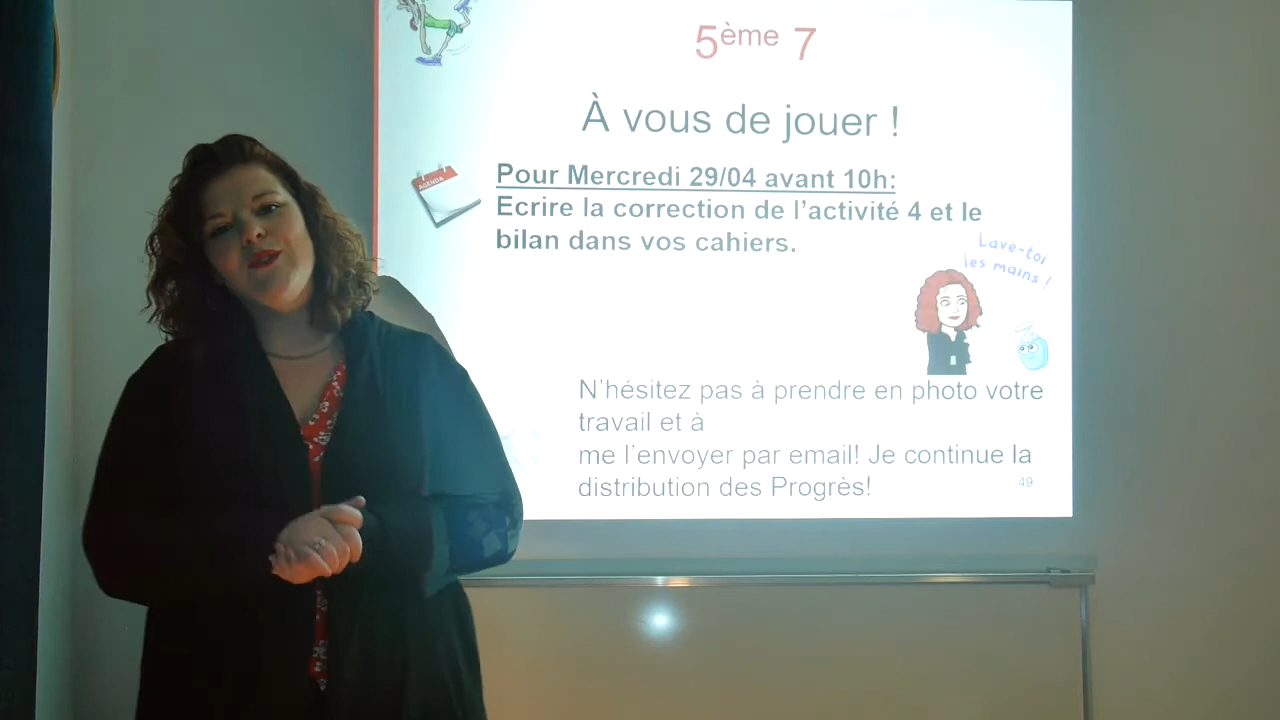 5ème 7
À vous de jouer !
AGENDA
Pour Mercredi 29/04 avant 10h:
Ecrire la correction de l'activité 4 et le
bilan dans vos cahiers.
Lave-toi
les mains !
N'hésitez pas à prendre en photo votre
travail et à
me l'envoyer par email! Je continue la
distribution des Progrès!
49